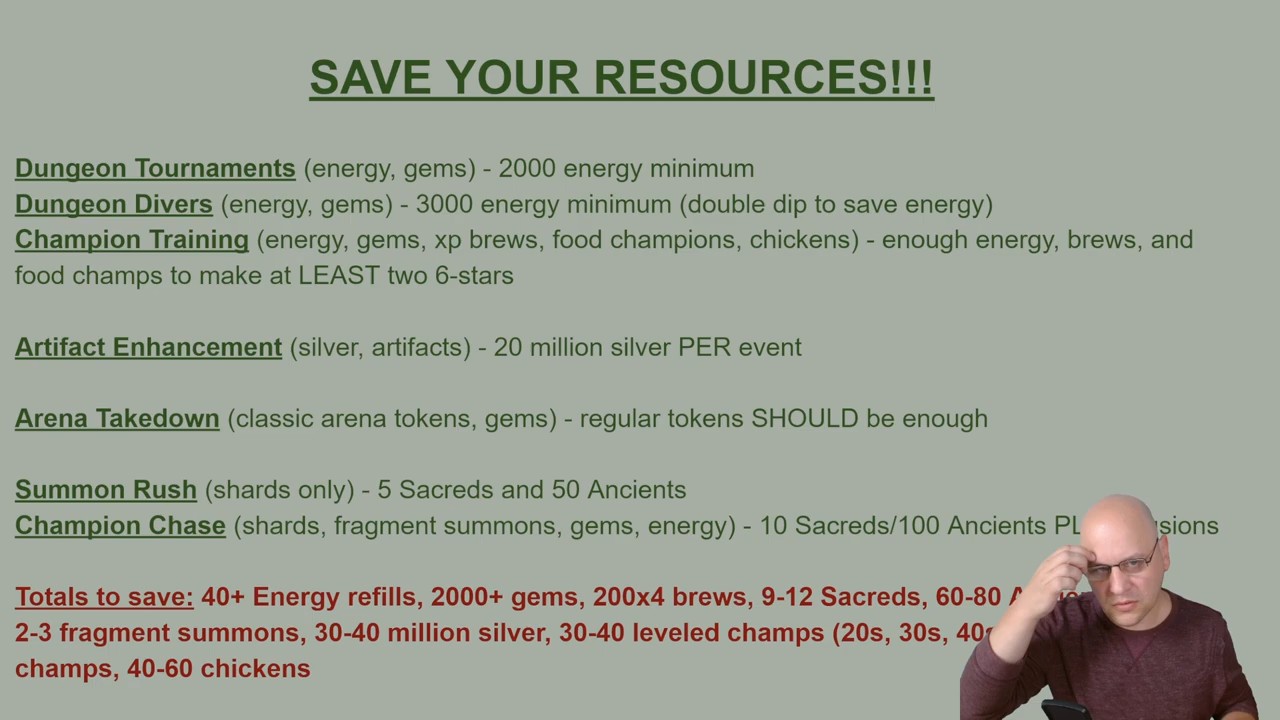 SAVE YOUR RESOURCES!!!
Dungeon Tournaments (energy, gems) - 2000 energy minimum
Dungeon Divers (energy, gems) - 3000 energy minimum (double dip to save energy)
Champion Training (energy, gems, xp brews, food champions, chickens) - enough energy, brews, and
food champs to make at LEAST two 6-stars
Artifact Enhancement (silver, artifacts) - 20 million silver PER event
Arena Takedown (classic arena tokens, gems) - regular tokens SHOULD be enough
Summon Rush (shards only) - 5 Sacreds and 50 Ancients
Champion Chase (shards, fragment summons, gems, energy) - 10 Sacreds/100 Ancients
Totals to save: 40+ Energy refills, 2000+ gems, 200x4 brews, 9-12 Sacreds, 60-80
2-3 fragment summons, 30-40 million silver, 30-40 leveled champs (20s, 30s,
champs, 40-60 chickens